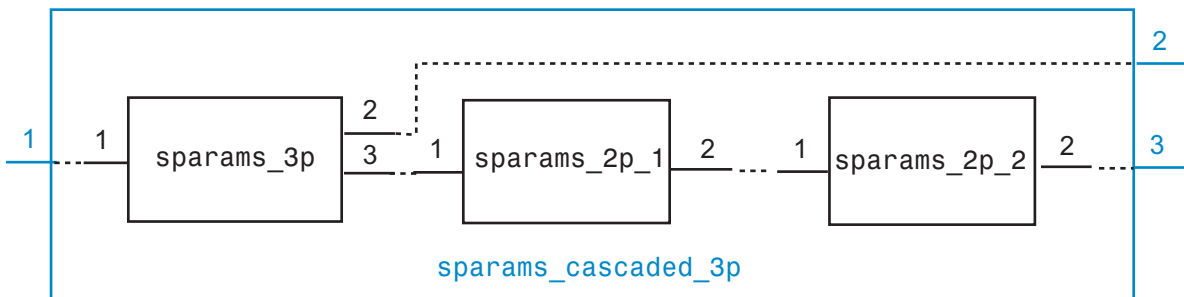 2
2
1 1 sparams_3p 3 1 sparams_2p_1 2 1 sparams_2p_2 2 3
sparams_cascaded_3p